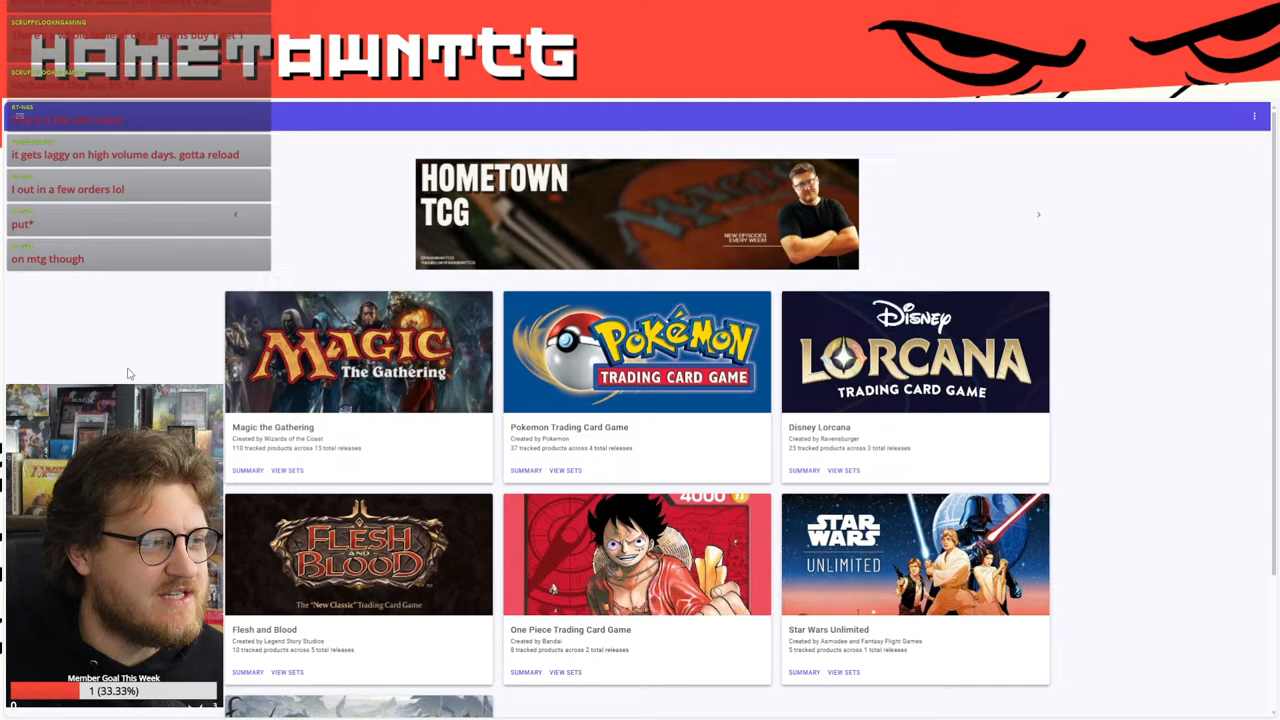 SCRUFFYLOOKNGAMING
HOMETOWNTCG
SCRUFFYLOOKNGAMING
RT-N65
it gets laggy on high volume days. gotta reload
I out in a few orders lol
put*
on mtg though
HOMETOWN
TCG
NEW EPISODES
EVERY WEEK!
MAGIC
The Gathering
POKéMON
TRADING CARD GAME
Disney
LORCANA
TRADING CARD GAME
Magic the Gathering
Created by Wizards of the Coast
110 tracked products across 15 total releases
SUMMARY VIEW SETS
Pokemon Trading Card Game
Created by Pokemon
37 tracked products across 4 total releases
SUMMARY VIEW SETS
Disney Lorcana
Created by Ravensburger
25 tracked products across 3 total releases
SUMMARY VIEW SETS
FLESH
AND
BLOOD
The "New Classic" Trading Card Game
4000
STAR
WARS
UNLIMITED
Flesh and Blood
Created by Legend Story Studios
10 tracked products across 5 total releases
SUMMARY VIEW SETS
One Piece Trading Card Game
Created by Bandai
8 tracked products across 2 total releases
SUMMARY VIEW SETS
Star Wars Unlimited
Created by Asmodee and Fantasy Flight Games
5 tracked products across 1 total releases
SUMMARY VIEW SETS
Member Goal This Week
1 (33.33%)
0 3